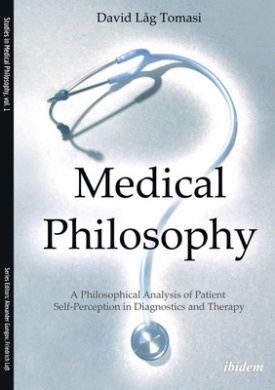 David Låg Tomasi
Medical
Philosophy
A Philosophical Analysis of Patient
Self-Perception in Diagnostics and Therapy
ibidem
Studies in Medical Philosophy, vol. 1
Series Editors: Alexander Gungov, Friedrich Luft